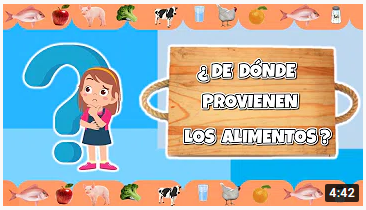 ¿ DE DÓNDE
PROVIENEN
LOS ALIMENTOS ?
4:42